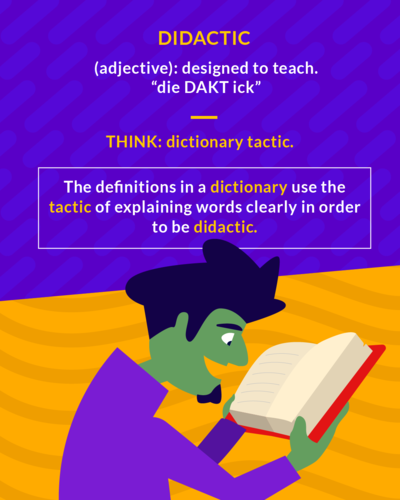 DIDACTIC
(adjective): designed to teach.
“die DAKT ick”
THINK: dictionary tactic.
The definitions in a dictionary use the
tactic of explaining words clearly in order
to be didactic.